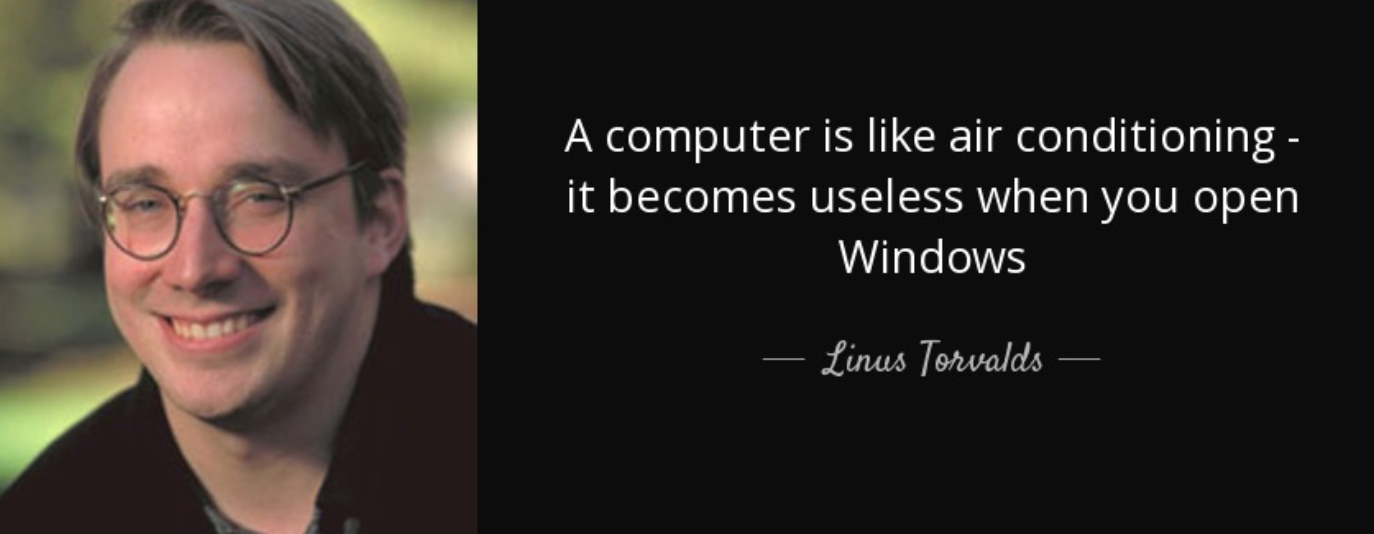 A computer is like air conditioning -
it becomes useless when you open
Windows
Linus Torvalds